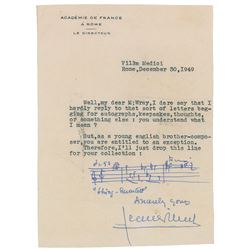 ACADÉMIE DE FRANCE
A ROME
LE DIRECTEUR
Villa Medici
Rome, December 30, 1949
Well, my dear M; Wray, I dare say that I
hardly reply to that sort of letters beg-
ging for autographs, keepsakes, thoughts,
or something else : you understand what
I mean ?
But, as a young english brother-compo-
ser, you are entitled to an exception.
Therefore, I'll just drop this line for
your collection :
Sincerely yours